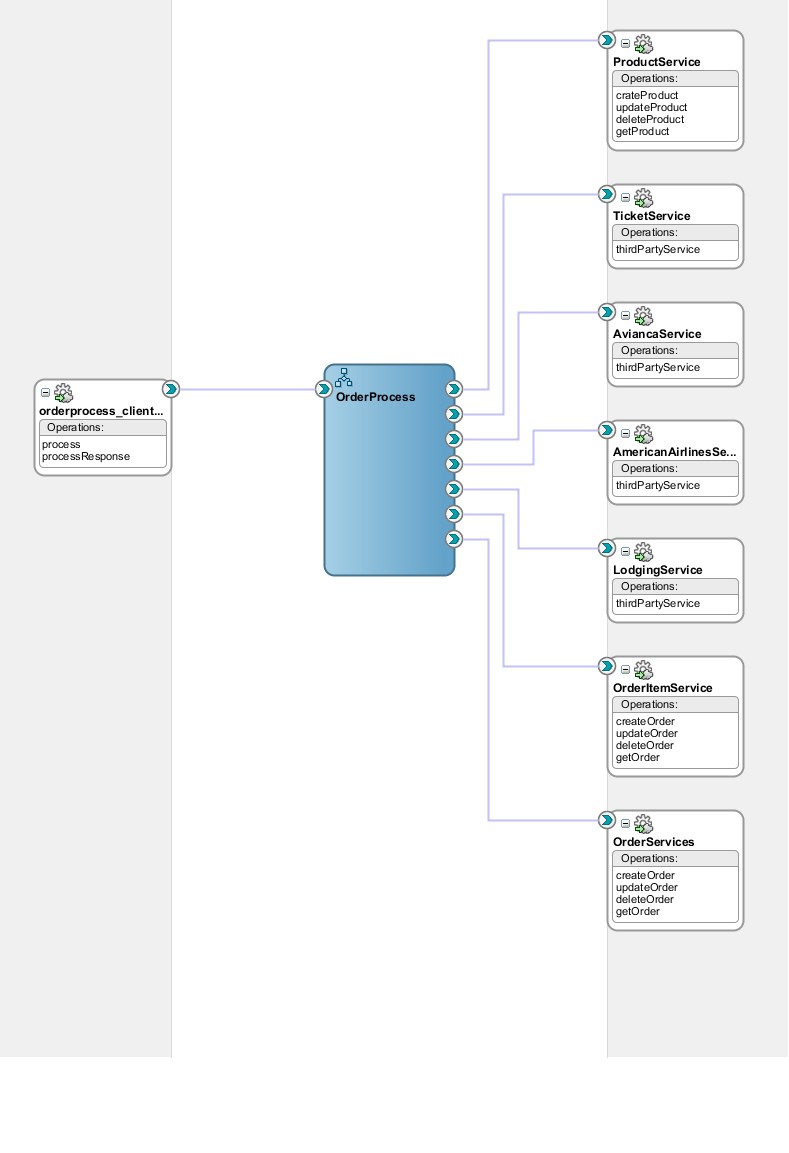 ProductService
Operations:
crateProduct
updateProduct
deleteProduct
getProduct
TicketService
Operations:
thirdPartyService
AviancaService
Operations:
thirdPartyService
orderprocess_client...
Operations:
process
processResponse
OrderProcess
AmericanAirlinesSe...
Operations:
thirdPartyService
LodgingService
Operations:
thirdPartyService
OrderItemService
Operations:
createOrder
updateOrder
deleteOrder
getOrder
OrderServices
Operations:
createOrder
updateOrder
deleteOrder
getOrder